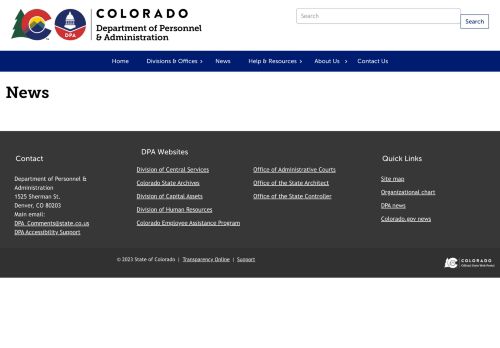 COLORADO
Department of Personnel
& Administration
DPA
Search
Search
Home Divisions & Offices News Help & Resources About Us Contact Us
News
Contact
Department of Personnel &
Administration
1525 Sherman St.
Denver, CO 80203
Main email:
DPA_Comments@state.co.us
DPA Accessibility Support
DPA Websites
Division of Central Services
Colorado State Archives
Division of Capital Assets
Division of Human Resources
Colorado Employee Assistance Program
Office of Administrative Courts
Office of the State Architect
Office of the State Controller
Quick Links
Site map
Organizational chart
DPA news
Colorado.gov news
© 2023 State of Colorado | Transparency Online | Support
COLORADO
Official State Web Portal